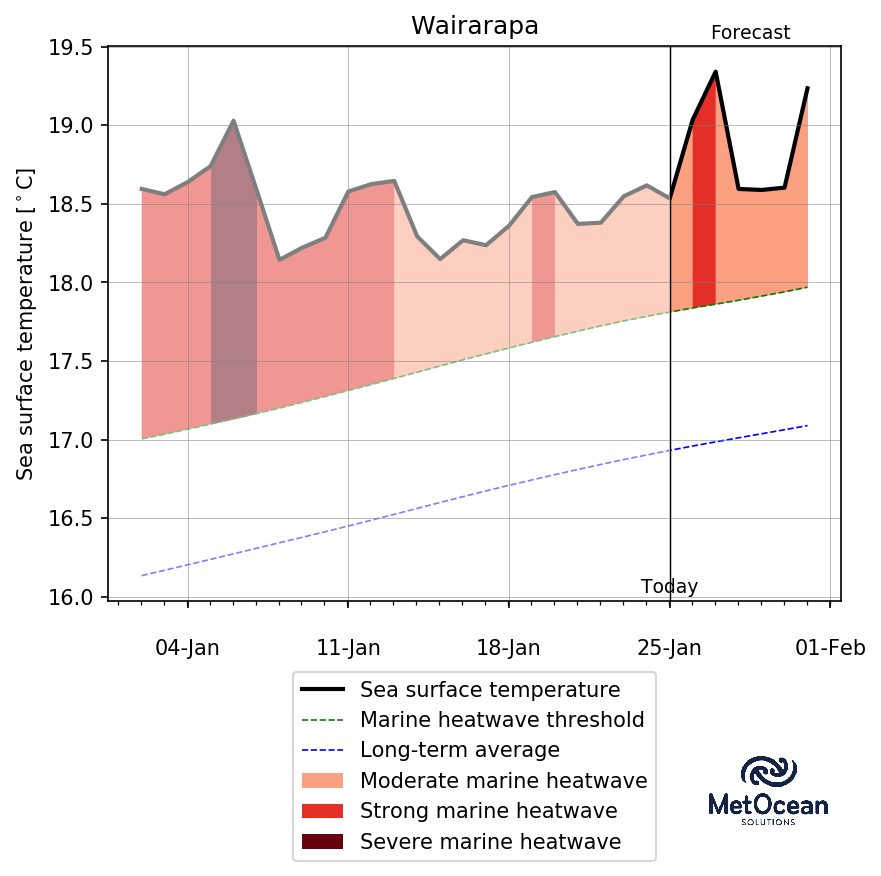 Wairarapa
Forecast
19.5
19.0
18.5
18.0
17.5
17.0
16.5
16.0
Sea surface temperature [°C]
Today
04-Jan 11-Jan 18-Jan 25-Jan 01-Feb
Sea surface temperature
Marine heatwave threshold
Long-term average
Moderate marine heatwave
Strong marine heatwave
Severe marine heatwave
MetOcean
SOLUTIONS